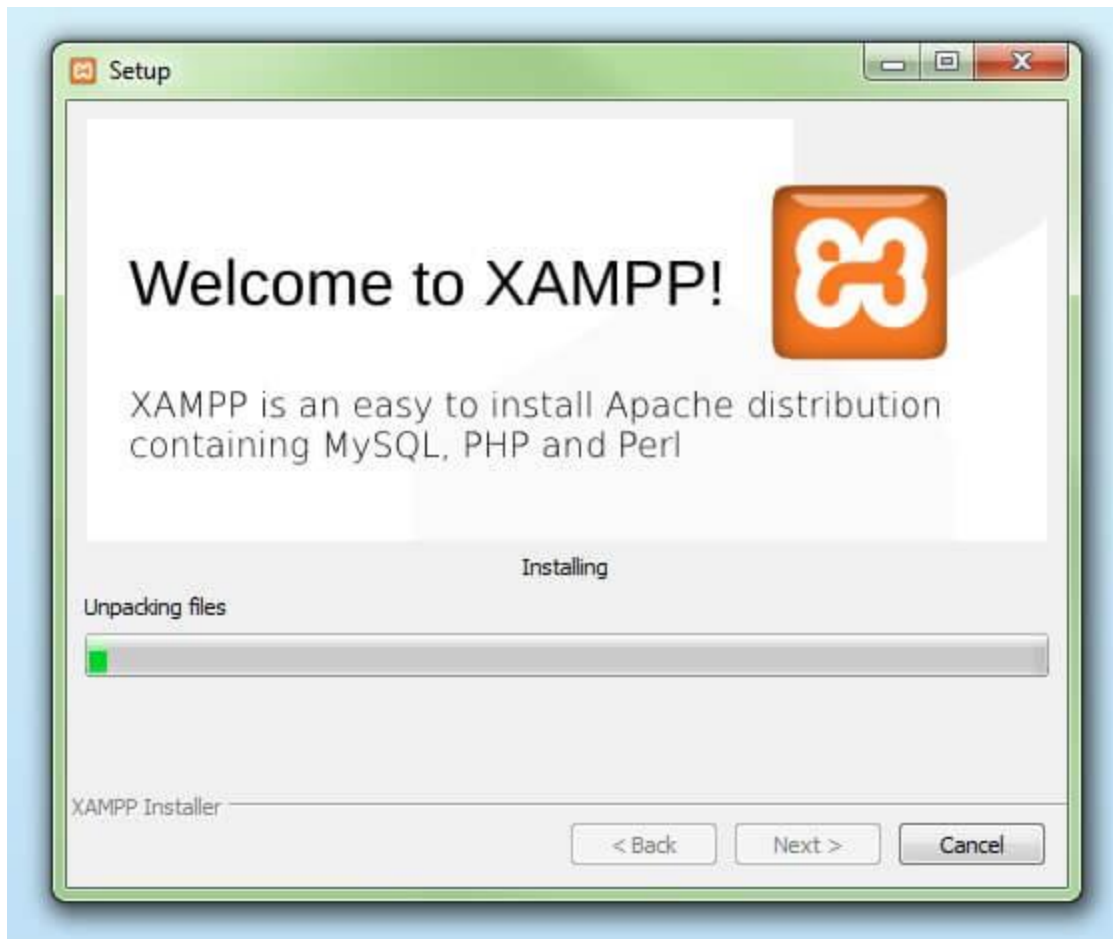 Setup
Welcome to XAMPP!
XAMPP is an easy to install Apache distribution
containing MySQL, PHP and Perl
Installing
Unpacking files
XAMPP Installer
< Back
Next >
Cancel